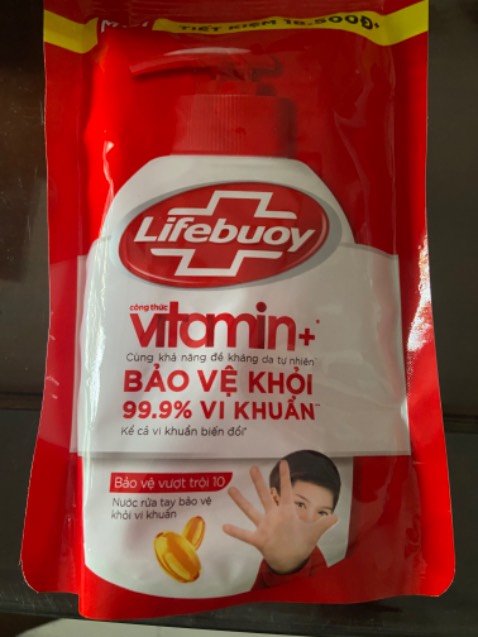 TIẾT KIỆM 18.500Đ*
Lifebuoy
công thức
vitamin+*
Cùng khả năng đề kháng da tự nhiên
BẢO VỆ KHỎI
99.9% VI KHUẨN**
Kể cả vi khuẩn biến đổi*
Bảo vệ vượt trội 10
Nước rửa tay bảo vệ
khỏi vi khuẩn